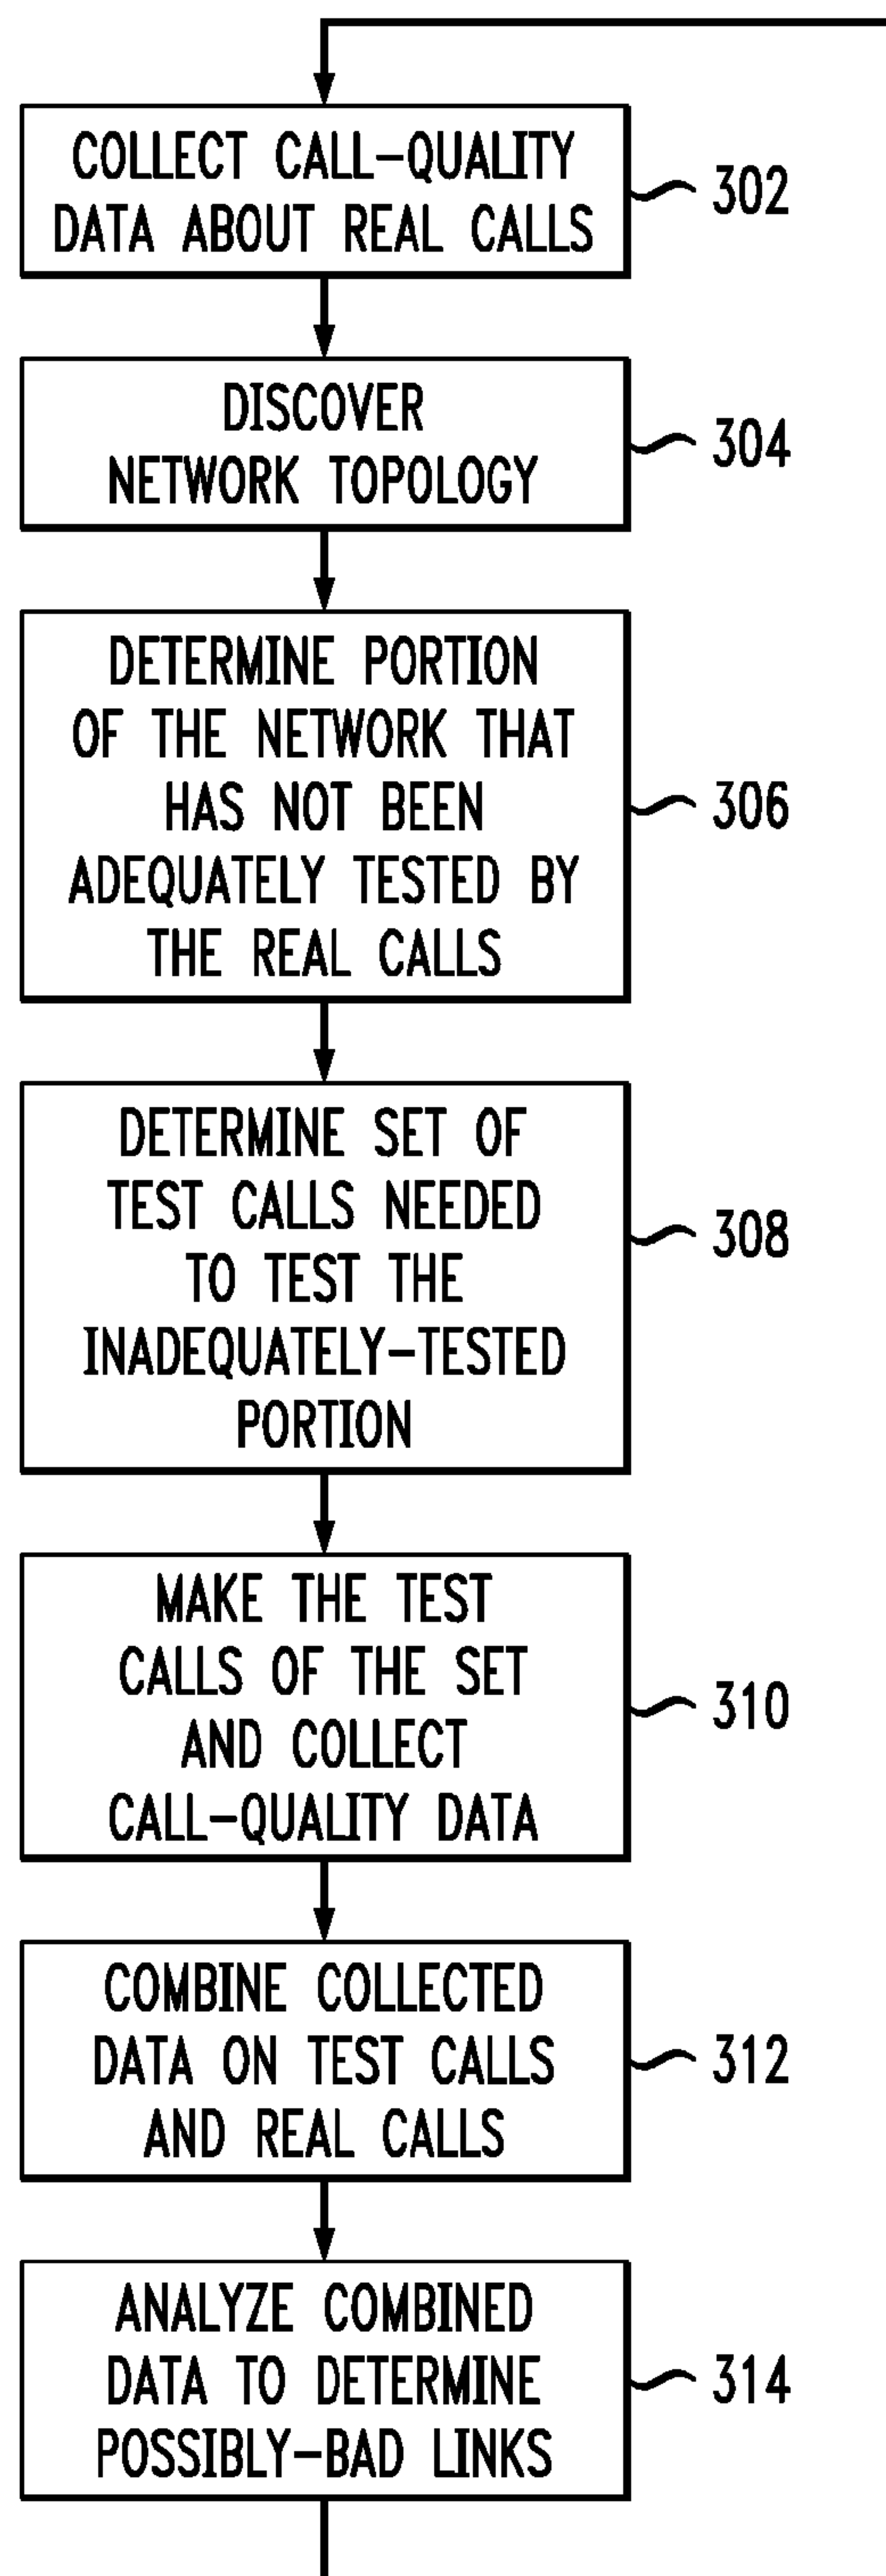 COLLECT CALL-QUALITY
DATA ABOUT REAL CALLS
302
DISCOVER
NETWORK TOPOLOGY
304
DETERMINE PORTION
OF THE NETWORK THAT
HAS NOT BEEN
ADEQUATELY TESTED BY
THE REAL CALLS
306
DETERMINE SET OF
TEST CALLS NEEDED
TO TEST THE
INADEQUATELY-TESTED
PORTION
308
MAKE THE TEST
CALLS OF THE SET
AND COLLECT
CALL-QUALITY DATA
310
COMBINE COLLECTED
DATA ON TEST CALLS
AND REAL CALLS
312
ANALYZE COMBINED
DATA TO DETERMINE
POSSIBLY-BAD LINKS
314